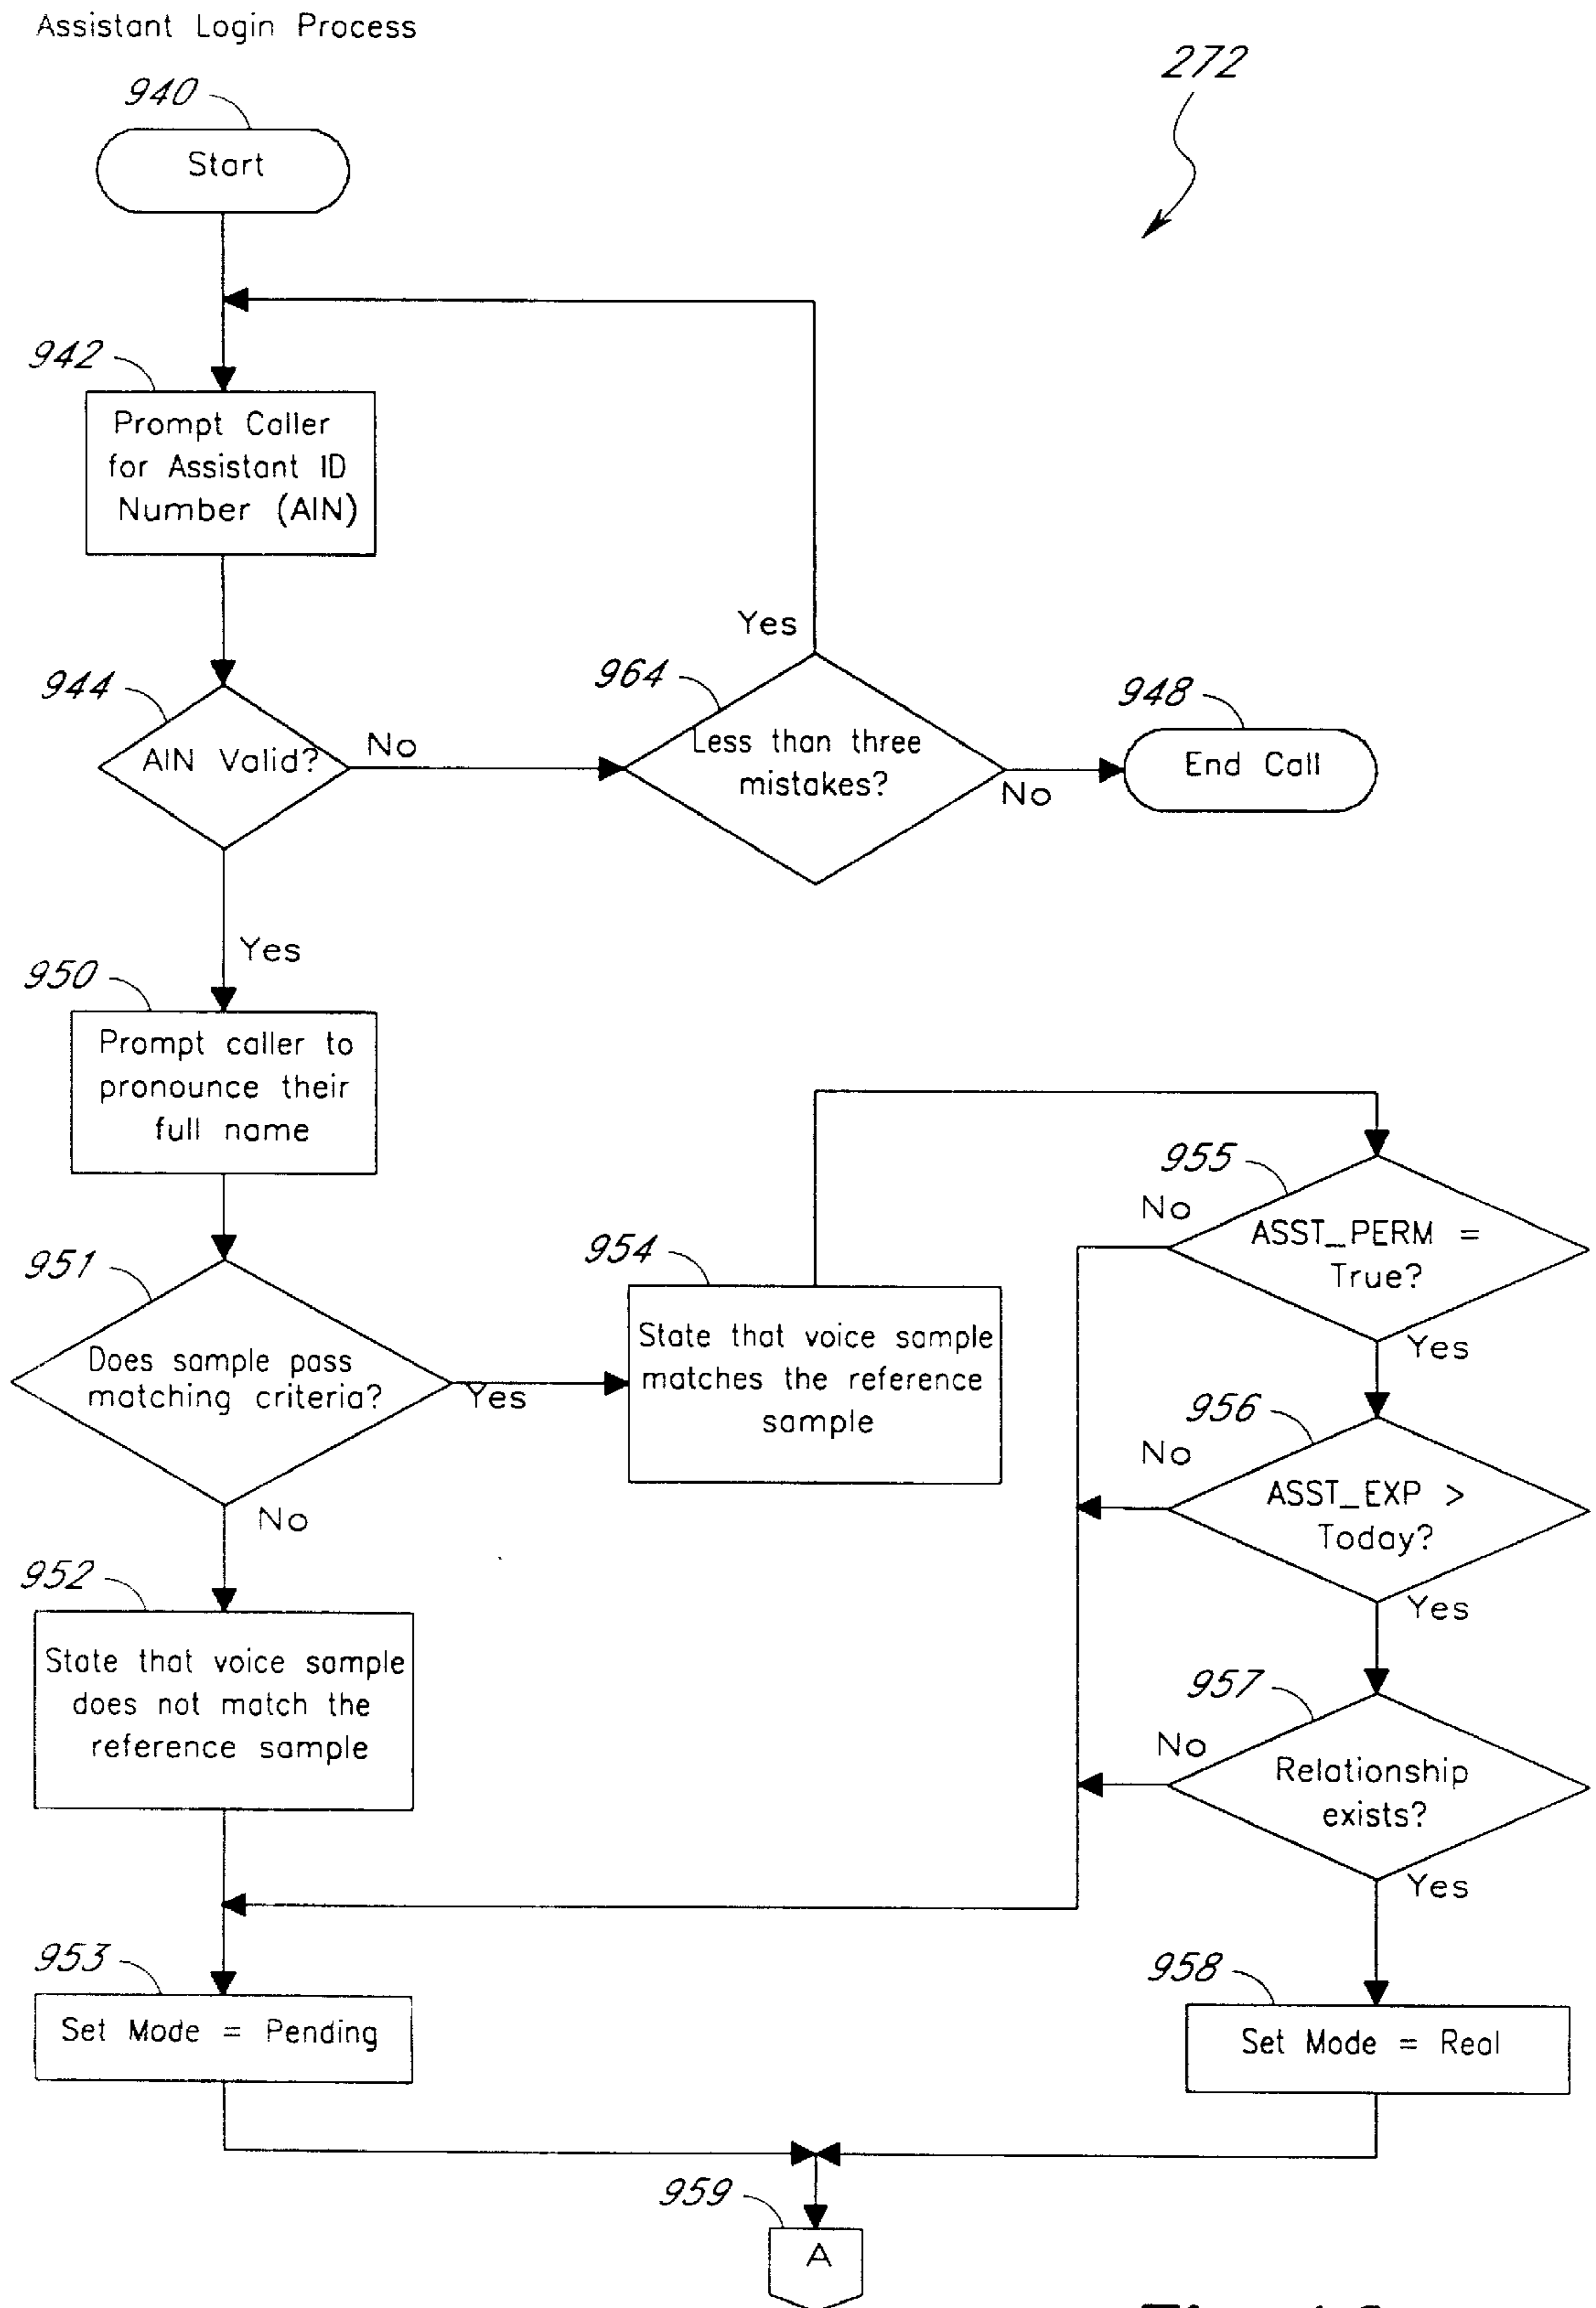 Assistant Login Process
272
940
Start
942
Prompt Caller
for Assistant ID
Number (AIN)
Yes
944
AIN Valid?
No
964
Less than three
mistakes?
No
948
End Call
Yes
950
Prompt caller to
pronounce their
full name
951
Does sample pass
matching criteria?
Yes
954
State that voice sample
matches the reference
sample
955
No
ASST_PERM =
True?
Yes
956
No
ASST_EXP >
Today?
Yes
No
952
State that voice sample
does not match the
reference sample
957
No
Relationship
exists?
Yes
953
Set Mode = Pending
958
Set Mode = Real
959
A